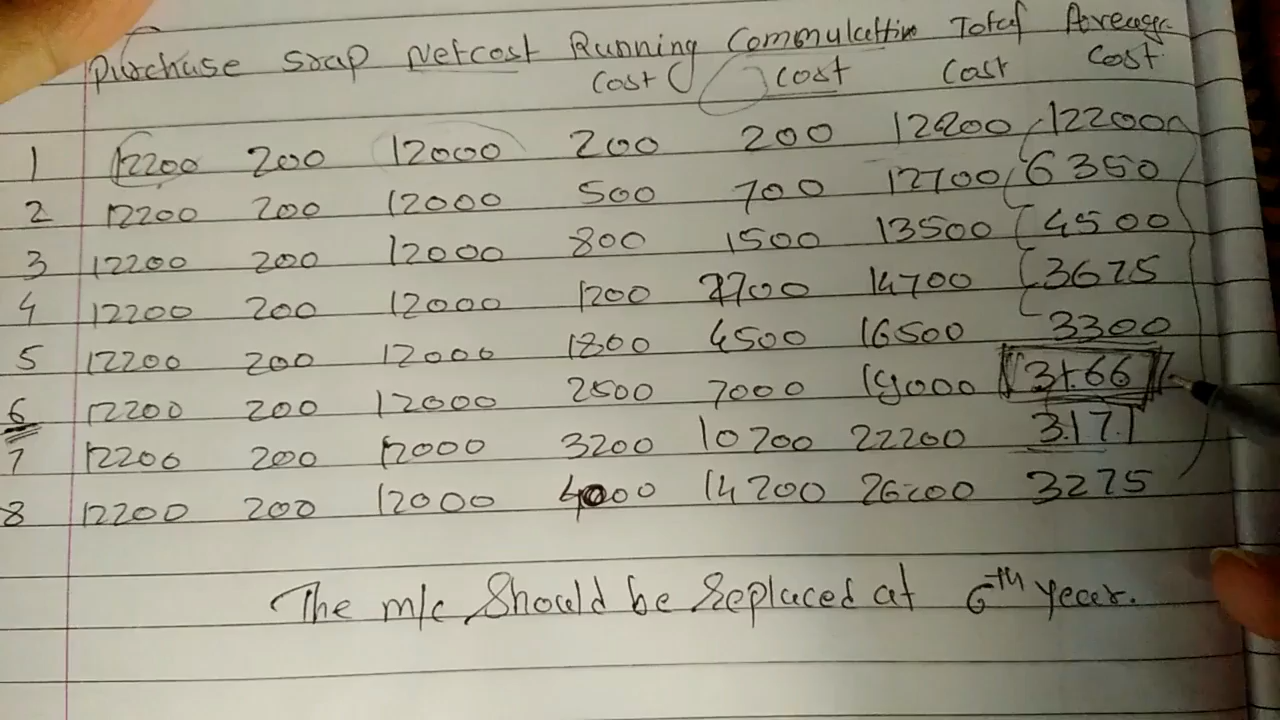 Purchase Srap Netcost Running Commulattive Total Average
cost cost Cost Cost
1 12200 200 12000 200 200 12200 12200
2 12200 200 12000 500 700 12700 6350
3 12200 200 12000 800 1500 13500 4500
4 12200 200 12000 1200 2700 14700 3675
5 12200 200 12000 1800 4500 16500 3300
6 12200 200 12000 2500 7000 19000 3166
7 12200 200 12000 3200 10200 22200 3171
8 12200 200 12000 4000 14200 26200 3275
The m/c Should be Replaced at 6th year.